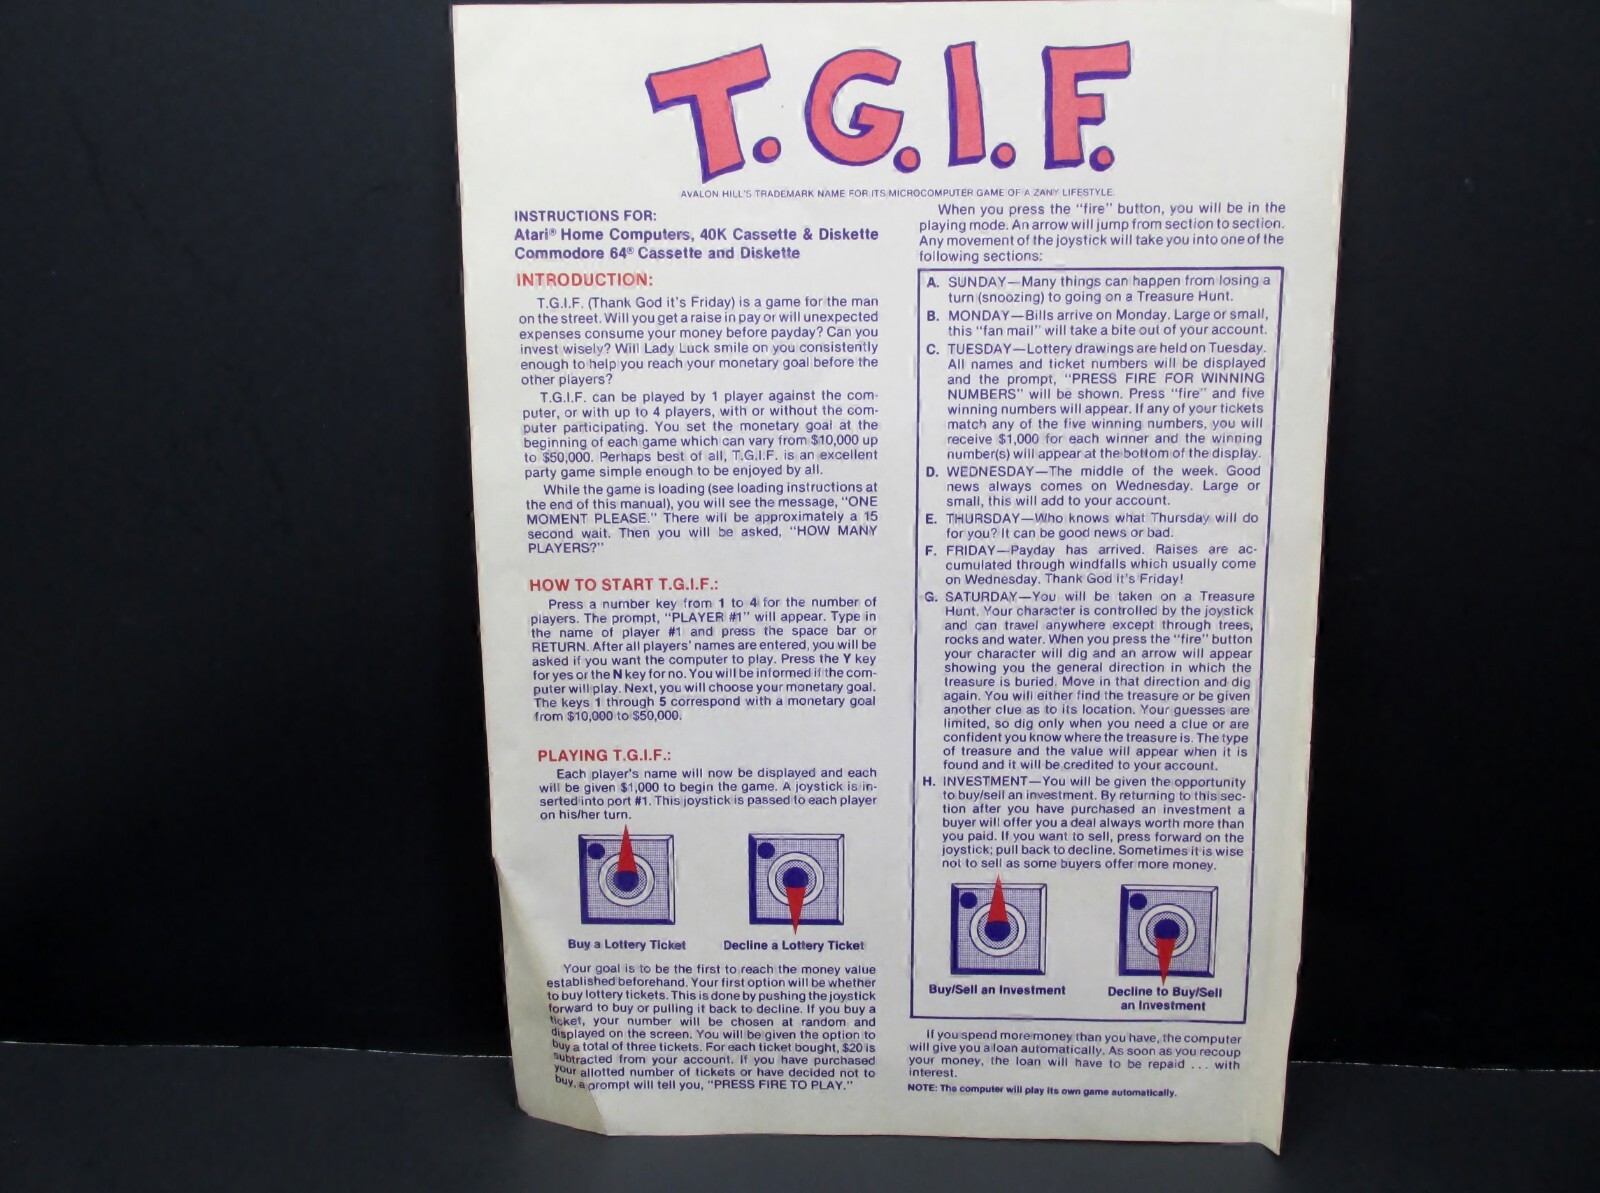 T.G.I.F.
AVALON HILL'S TRADEMARK NAME FOR ITS MICROCOMPUTER GAME OF A ZANY LIFESTYLE.
INSTRUCTIONS FOR:
Atari® Home Computers, 40K Cassette & Diskette
Commodore 64® Cassette and Diskette
INTRODUCTION:
T.G.I.F. (Thank God it's Friday) is a game for the man
on the street. Will you get a raise in pay or will unexpected
expenses consume your money before payday? Can you
invest wisely? Will Lady Luck smile on you consistently
enough to help you reach your monetary goal before the
other players?
T.G.I.F. can be played by 1 player against the com-
puter, or with up to 4 players, with or without the com-
puter participating. You set the monetary goal at the
beginning of each game which can vary from $10,000 up
to $50,000. Perhaps best of all, T.G.I.F. is an excellent
party game simple enough to be enjoyed by all.
While the game is loading (see loading instructions at
the end of this manual), you will see the message, "ONE
MOMENT PLEASE." There will be approximately a 15
second wait. Then you will be asked, "HOW MANY
PLAYERS?"
HOW TO START T.G.I.F.:
Press a number key from 1 to 4 for the number of
players. The prompt, "PLAYER #1" will appear. Type in
the name of player #1 and press the space bar or
RETURN. After all players' names are entered, you will be
asked if you want the computer to play. Press the Y key
for yes or the N key for no. You will be informed if the com-
puter will play. Next, you will choose your monetary goal.
The keys 1 through 5 correspond with a monetary goal
from $10,000 to $50,000.
PLAYING T.G.I.F.:
Each player's name will now be displayed and each
will be given $1,000 to begin the game. A joystick is in-
serted into port #1. This joystick is passed to each player
on his/her turn.
Buy a Lottery Ticket
Decline a Lottery Ticket
Your goal is to be the first to reach the money value
established beforehand. Your first option will be whether
to buy lottery tickets. This is done by pushing the joystick
forward to buy or pulling it back to decline. If you buy a
ticket, your number will be chosen at random and
displayed on the screen. You will be given the option to
buy a total of three tickets. For each ticket bought, $20 is
subtracted from your account. If you have purchased
your allotted number of tickets or have decided not to
buy, a prompt will tell you, "PRESS FIRE TO PLAY."
When you press the "fire" button, you will be in the
playing mode. An arrow will jump from section to section.
Any movement of the joystick will take you into one of the
following sections:
A. SUNDAY—Many things can happen from losing a
turn (snoozing) to going on a Treasure Hunt.
B. MONDAY—Bills arrive on Monday. Large or small,
this "fan mail" will take a bite out of your account.
C. TUESDAY—Lottery drawings are held on Tuesday.
All names and ticket numbers will be displayed
and the prompt, "PRESS FIRE FOR WINNING
NUMBERS" will be shown. Press "fire" and five
winning numbers will appear. If any of your tickets
match any of the five winning numbers, you will
receive $1,000 for each winner and the winning
number(s) will appear at the bottom of the display.
D. WEDNESDAY—The middle of the week. Good
news always comes on Wednesday. Large or
small, this will add to your account.
E. THURSDAY—Who knows what Thursday will do
for you? It can be good news or bad.
F. FRIDAY—Payday has arrived. Raises are ac-
cumulated through windfalls which usually come
on Wednesday. Thank God it's Friday!
G. SATURDAY—You will be taken on a Treasure
Hunt. Your character is controlled by the joystick
and can travel anywhere except through trees,
rocks and water. When you press the "fire" button
your character will dig and an arrow will appear
showing you the general direction in which the
treasure is buried. Move in that direction and dig
again. You will either find the treasure or be given
another clue as to its location. Your guesses are
limited, so dig only when you need a clue or are
confident you know where the treasure is. The type
of treasure and the value will appear when it is
found and it will be credited to your account.
H. INVESTMENT—You will be given the opportunity
to buy/sell an investment. By returning to this sec-
tion after you have purchased an investment a
buyer will offer you a deal always worth more than
you paid. If you want to sell, press forward on the
joystick; pull back to decline. Sometimes it is wise
not to sell as some buyers offer more money.
Buy/Sell an Investment
Decline to Buy/Sell
an Investment
If you spend more money than you have, the computer
will give you a loan automatically. As soon as you recoup
your money, the loan will have to be repaid ... with
interest.
NOTE: The computer will play its own game automatically.